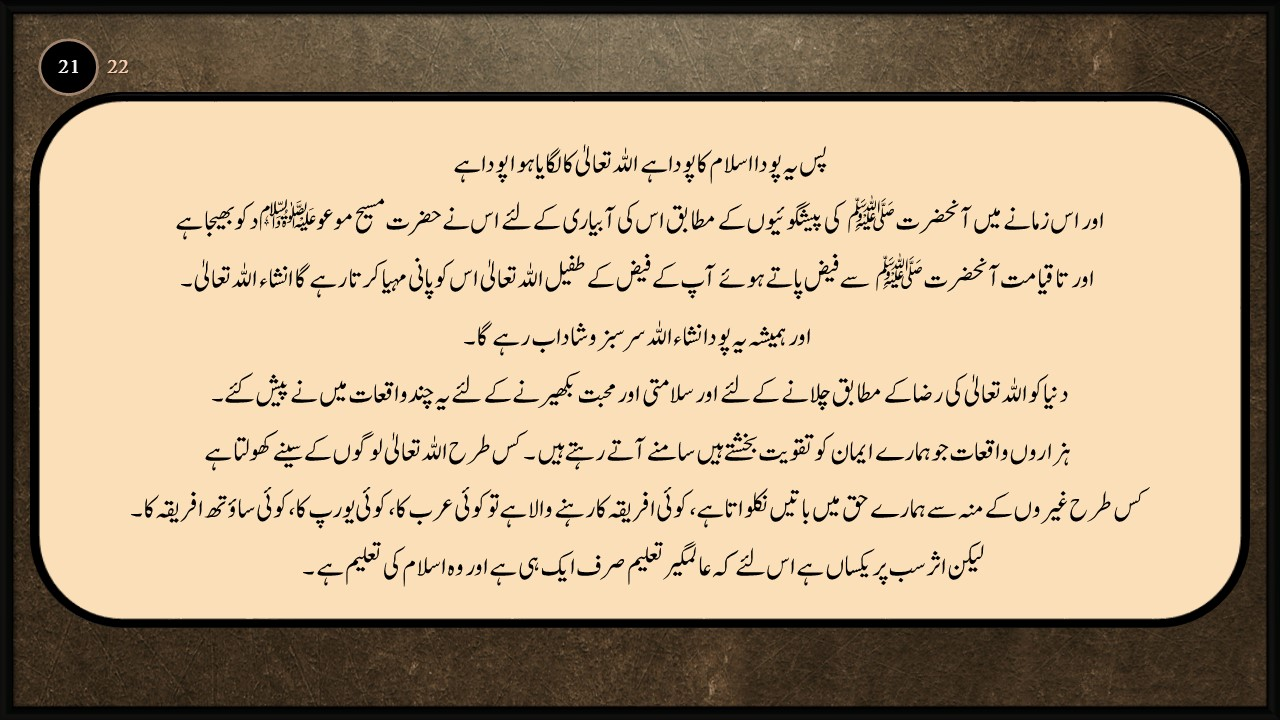 21 22
پس یہ پودا اسلام کا پودا ہے اللہ تعالیٰ کا لگایا ہوا پودا ہے
اور اس زمانے میں آنحضرت ﷺ کی پیشگوئیوں کے مطابق اس کی آبیاری کے لئے اس نے حضرت مسیح موعو علیہ الصلوٰۃ والسلام د کو بھیجا ہے
اور تا قیامت آنحضرت ﷺ سے فیض پاتے ہوئے آپ کے فیض کے طفیل اللہ تعالیٰ اس کو پانی مہیا کرتا رہے گا انشاء اللہ تعالیٰ۔
اور ہمیشہ یہ پودا انشاء اللہ سرسبز و شاداب رہے گا۔
دنیا کو اللہ تعالیٰ کی رضا کے مطابق چلانے کے لئے اور سلامتی اور محبت بکھیرنے کے لئے یہ چند واقعات میں نے پیش کئے۔
ہزاروں واقعات جو ہمارے ایمان کو تقویت بخشتے ہیں سامنے آتے رہتے ہیں۔ کس طرح اللہ تعالیٰ لوگوں کے سینے کھولتا ہے
کس طرح غیروں کے منہ سے ہمارے حق میں باتیں نکلواتا ہے، کوئی افریقہ کا رہنے والا ہے تو کوئی عرب کا، کوئی یورپ کا، کوئی ساؤتھ افریقہ کا۔
لیکن اثر سب پر یکساں ہے اس لئے کہ عالمگیر تعلیم صرف ایک ہی ہے اور وہ اسلام کی تعلیم ہے۔